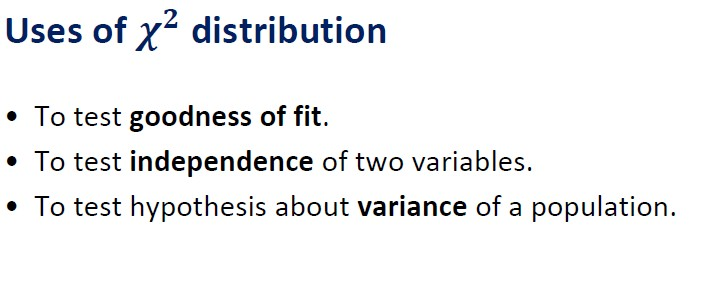 Uses of χ² distribution
• To test goodness of fit.
• To test independence of two variables.
• To test hypothesis about variance of a population.